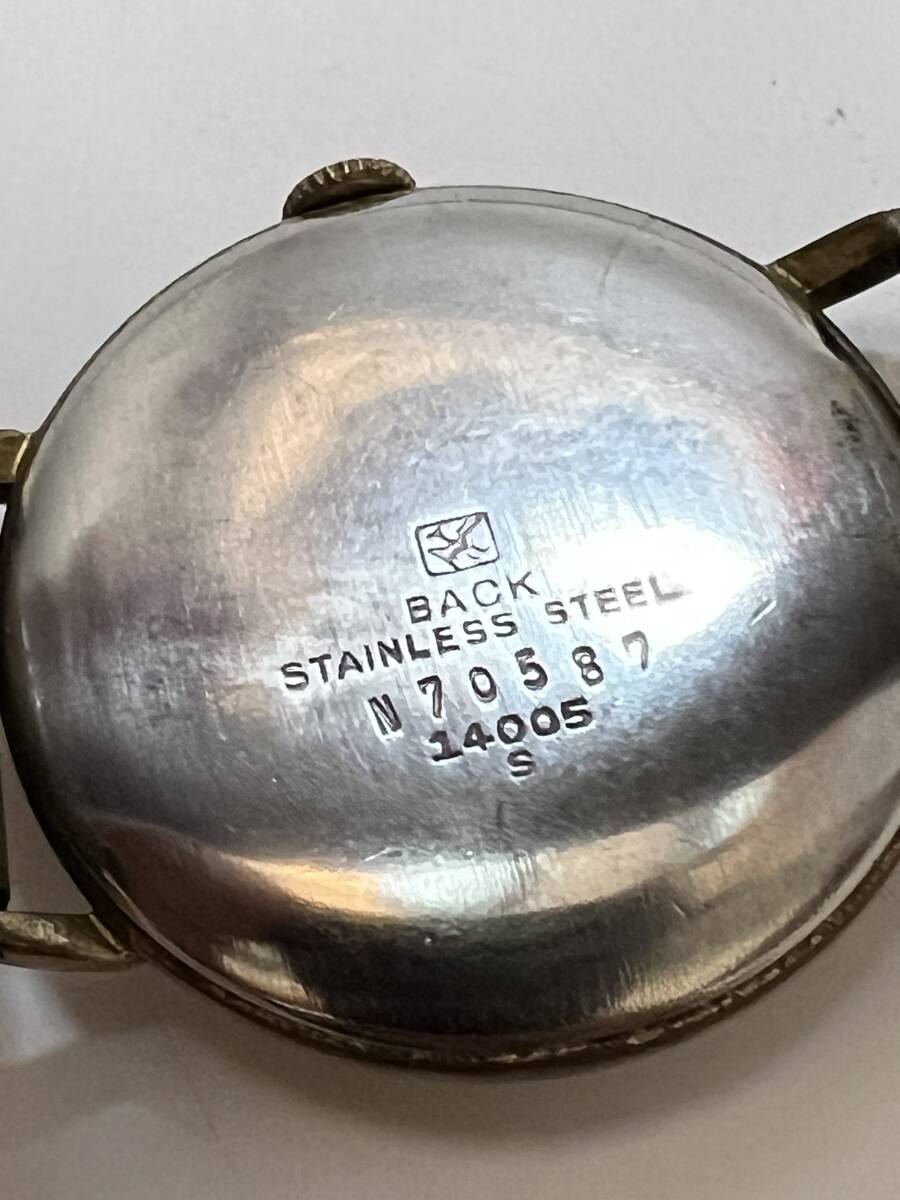 BACK
STAINLESS STEEL
N70587
14005
S